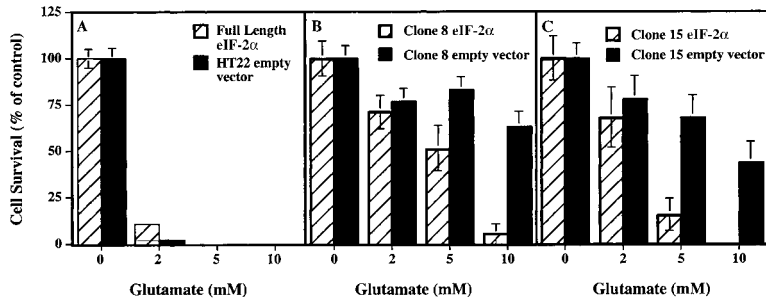 A
Full Length
eIF-2α
HT22 empty
vector
B
Clone 8 eIF-2α
Clone 8 empty vector
C
Clone 15 eIF-2α
Clone 15 empty vector
Cell Survival (% of control)
125
100
75
50
25
0
0 2 5 10
0 2 5 10
0 2 5 10
Glutamate (mM)
Glutamate (mM)
Glutamate (mM)